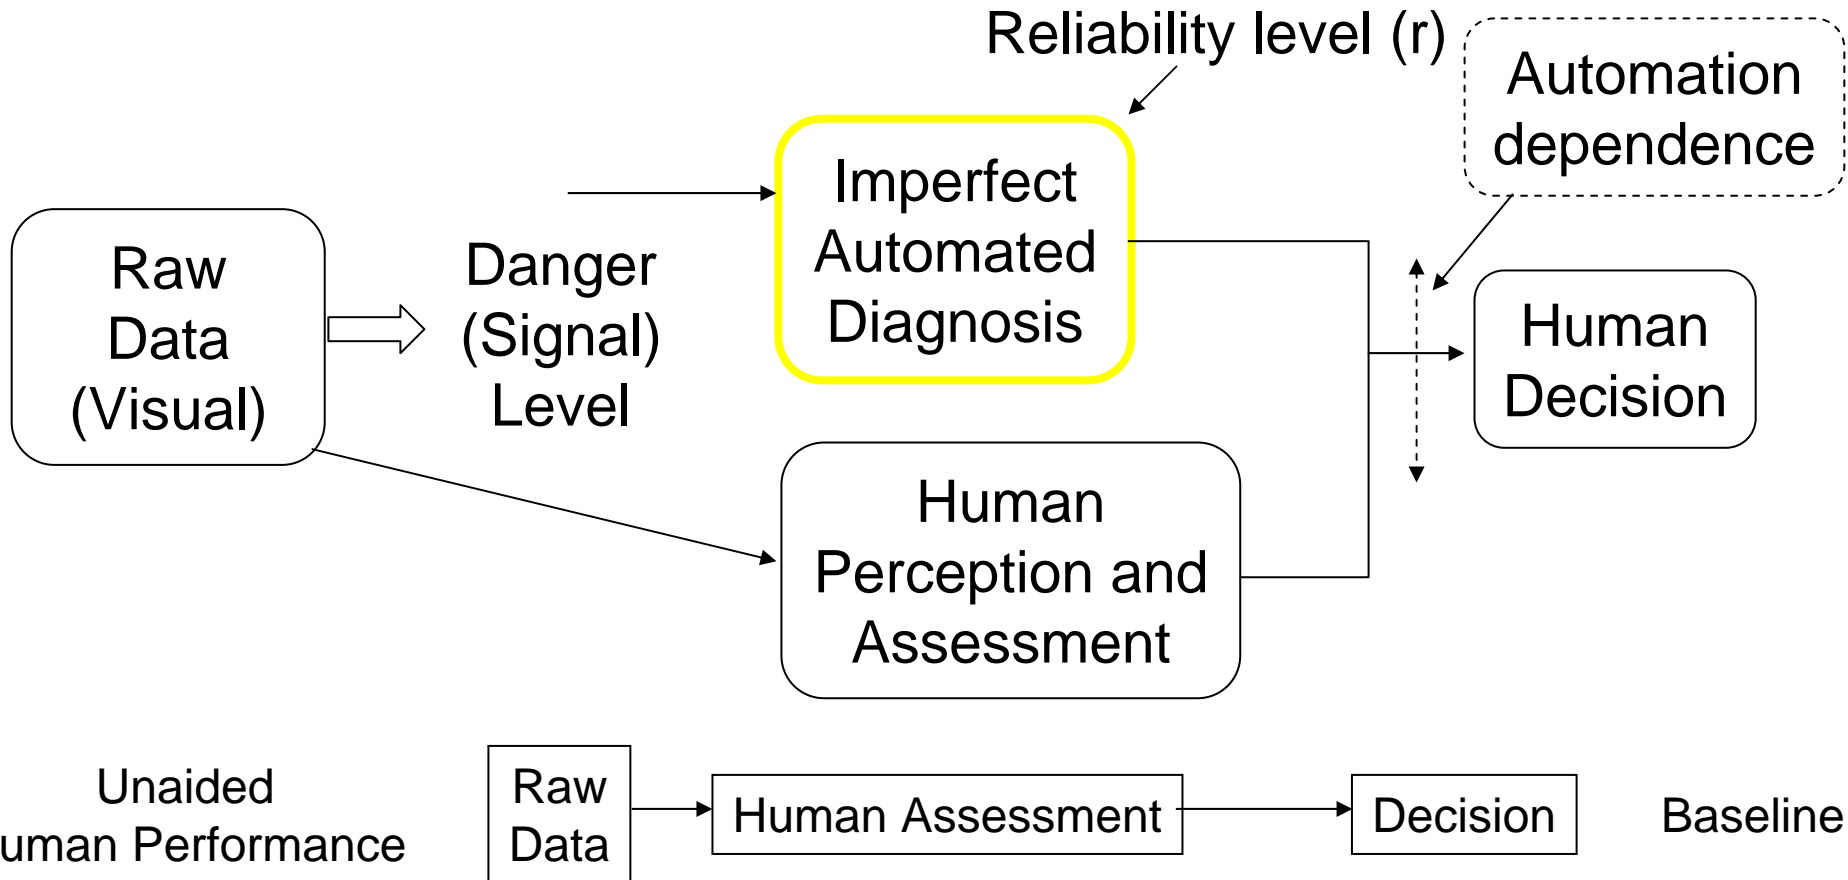 Reliability level (r)
Automation
dependence
Imperfect
Automated
Diagnosis
Raw
Data
(Visual)
Danger
(Signal)
Level
Human
Decision
Human
Perception and
Assessment
Unaided
uman Performance
Raw
Data
Human Assessment
Decision
Baseline